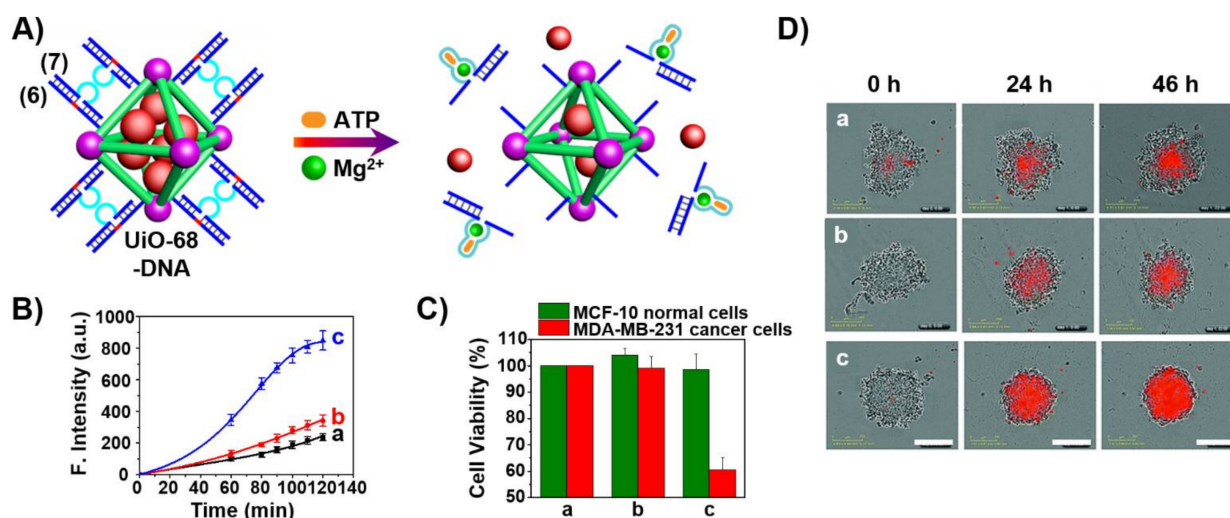 A)
(7)
(6)
UiO-68
-DNA
ATP
Mg²⁺
B)
1000
800
600
400
200
0
0 20 40 60 80 100 120 140
F. Intensity (a.u.)
Time (min)
c
b
a
C)
MCF-10 normal cells
MDA-MB-231 cancer cells
110
100
90
80
70
60
50
Cell Viability (%)
a b c
D)
0 h 24 h 46 h
a
b
c